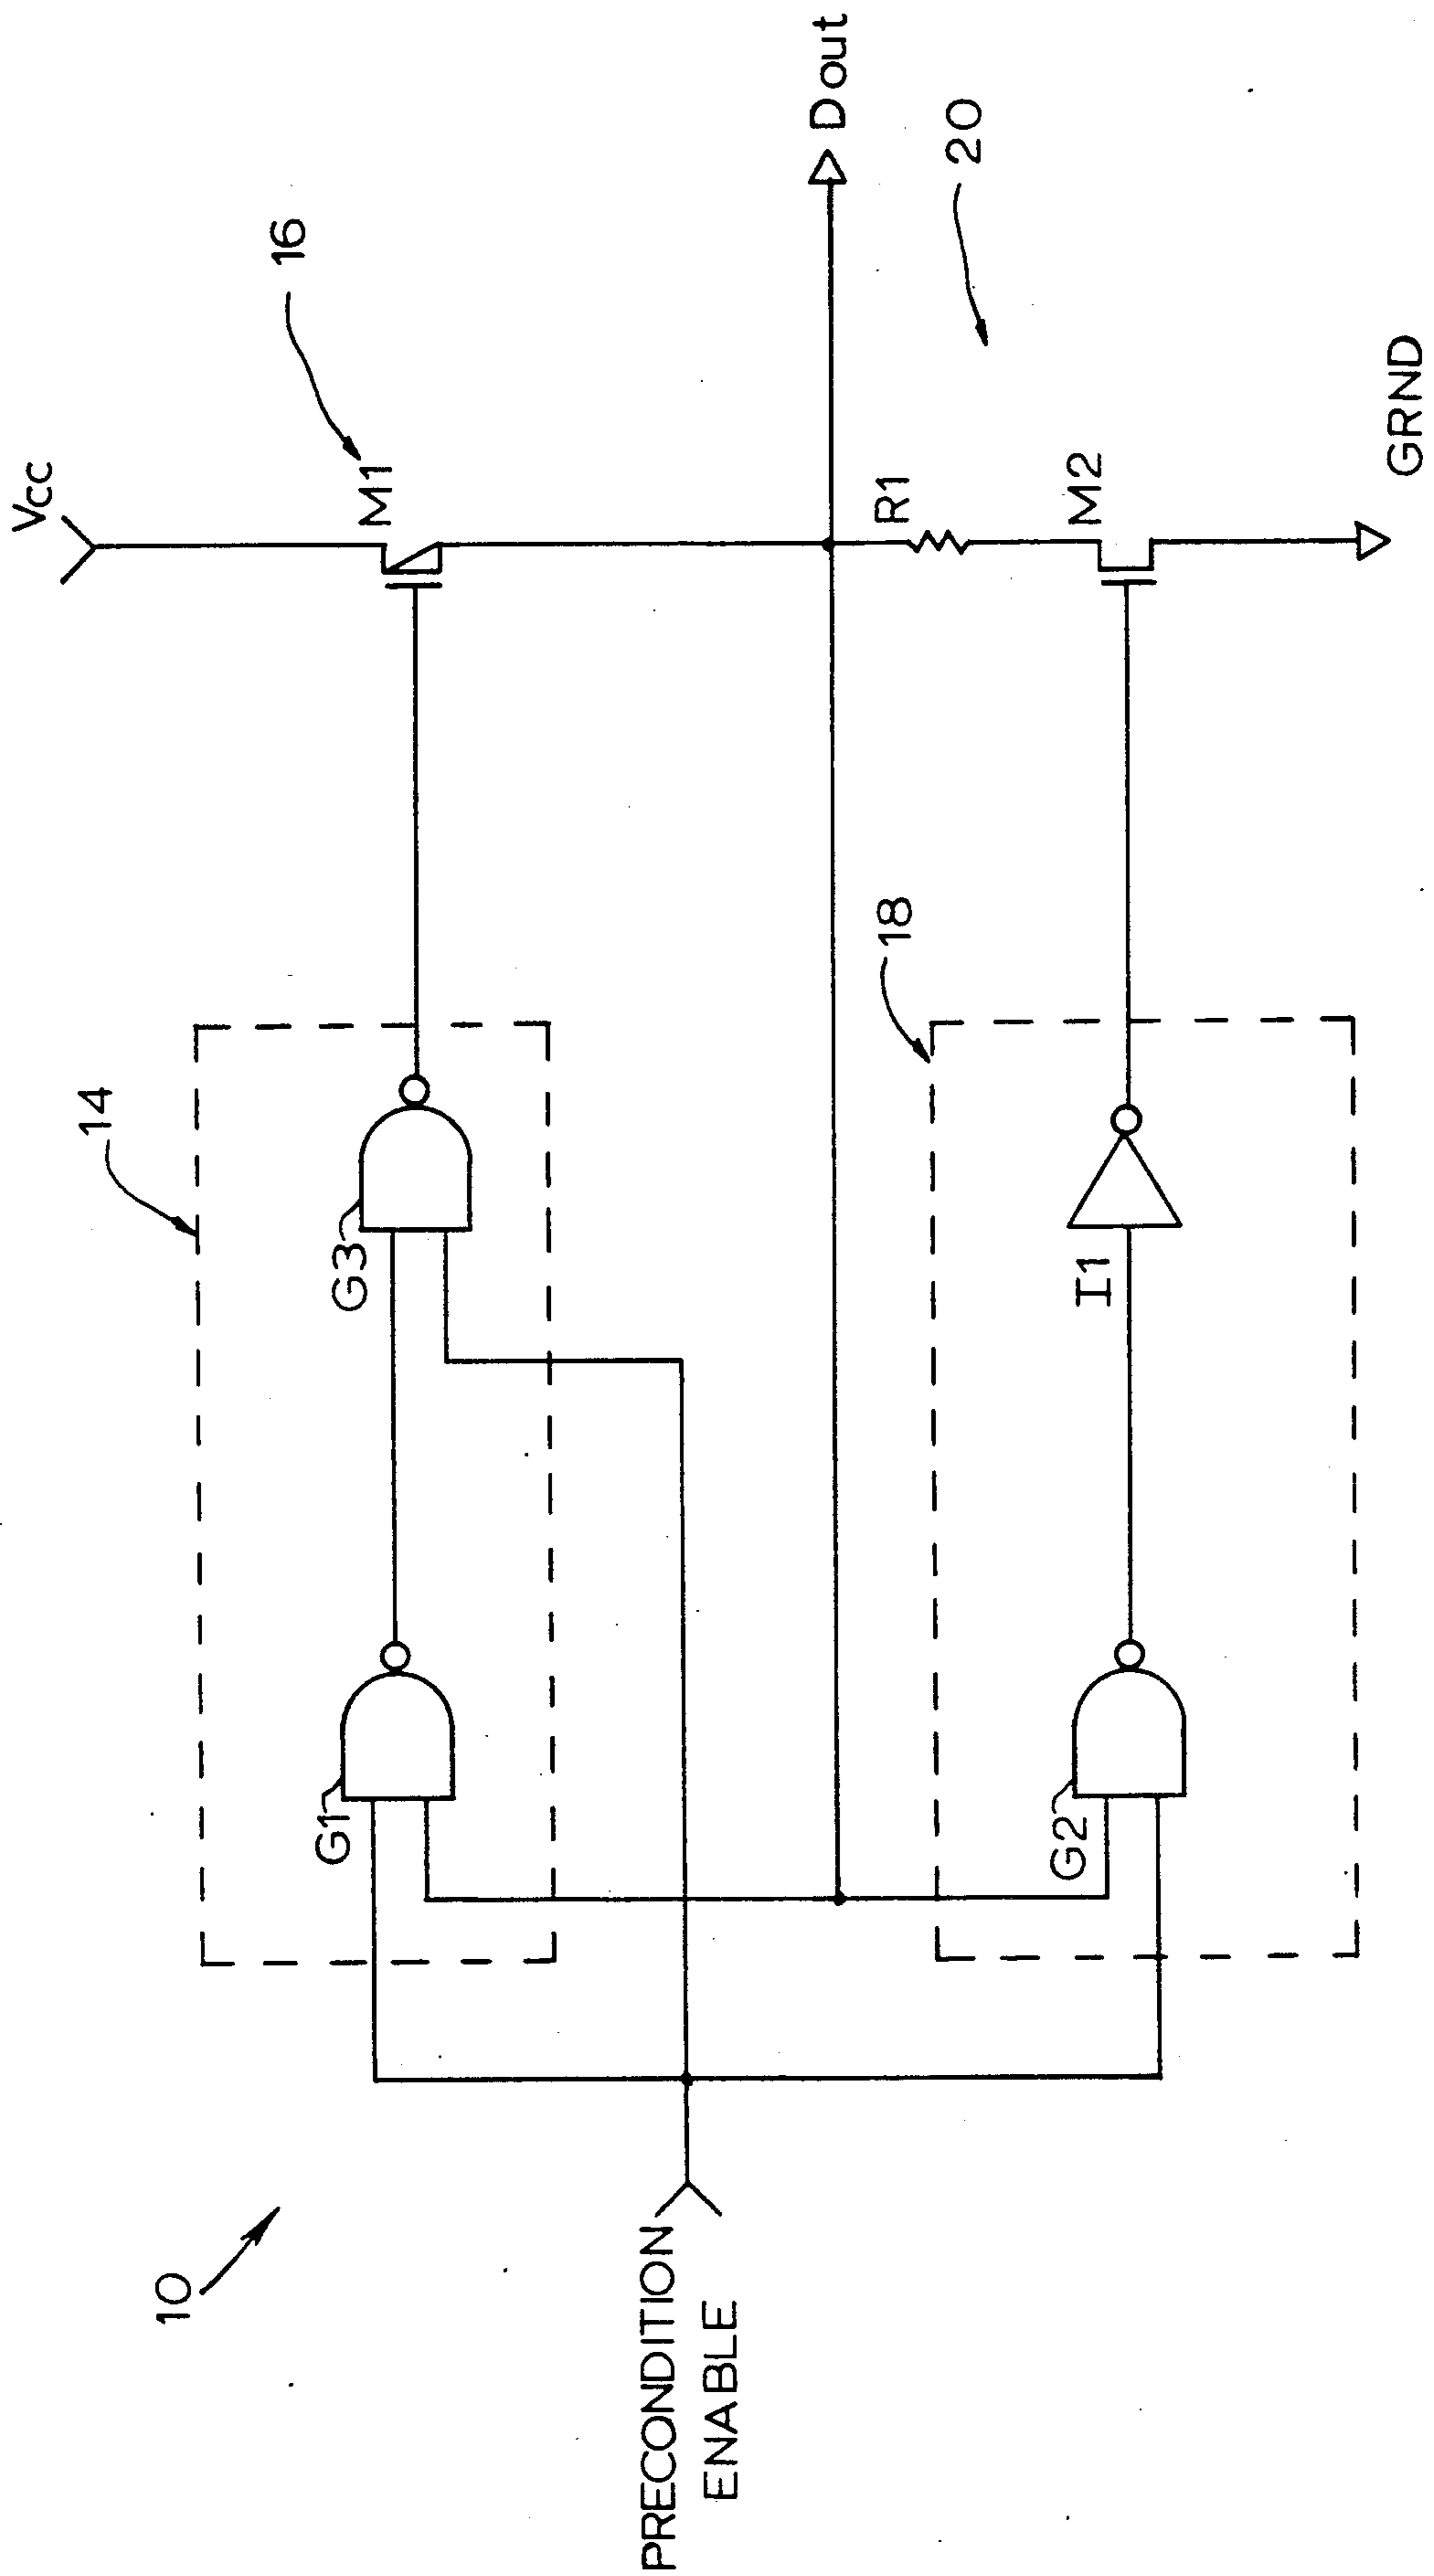 10
PRECONDITION
ENABLE
14
G1
G3
Vcc
M1
16
18
G2
I1
R1
M2
Dout
20
GRND